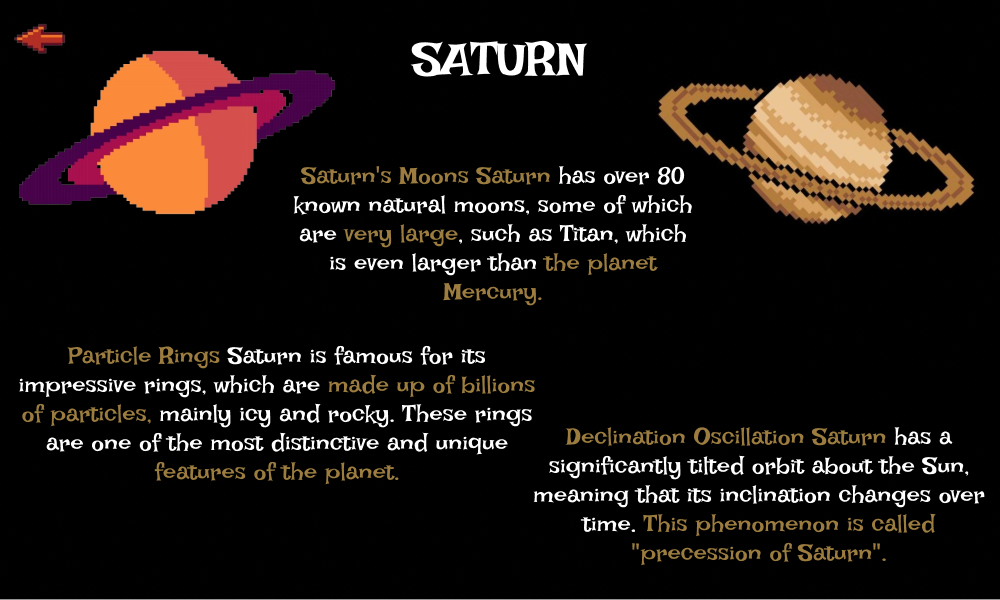 SATURN
Saturn's Moons Saturn has over 80
known natural moons, some of which
are very large, such as Titan, which
is even larger than the planet
Mercury.
Particle Rings Saturn is famous for its
impressive rings, which are made up of billions
of particles, mainly icy and rocky. These rings
are one of the most distinctive and unique
features of the planet.
Declination Oscillation Saturn has a
significantly tilted orbit about the Sun,
meaning that its inclination changes over
time. This phenomenon is called
"precession of Saturn".